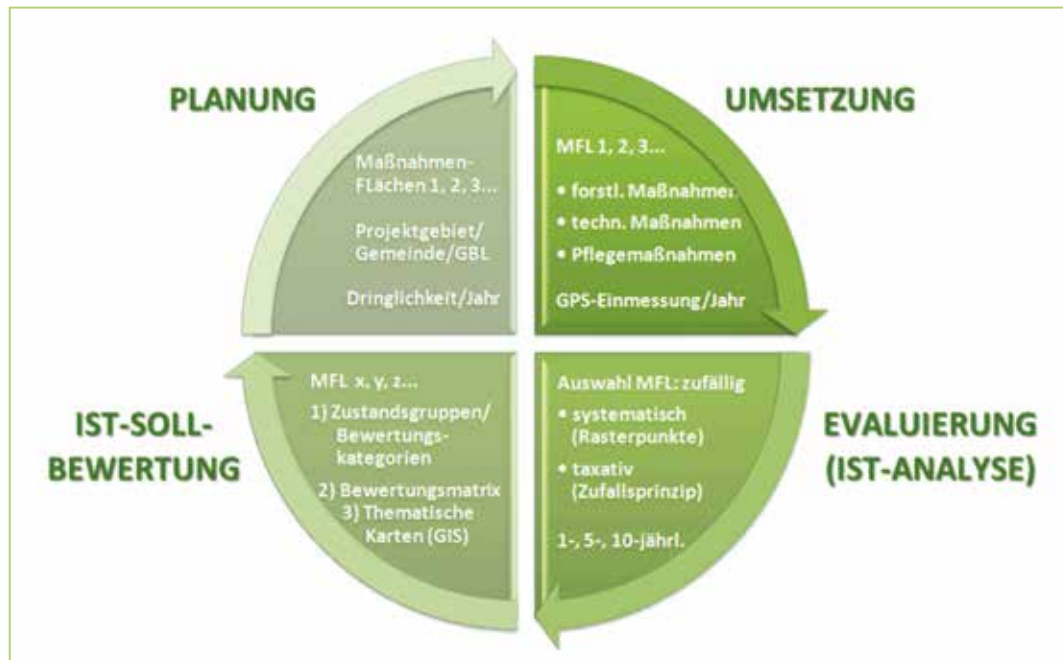 PLANUNG
Maßnahmen-
FLächen 1, 2, 3...
Projektgebiet/
Gemeinde/GBL
Dringlichkeit/Jahr
UMSETZUNG
MFL 1, 2, 3...
• forstl. Maßnahmen
• techn. Maßnahmen
• Pflegemaßnahmen
GPS-Einmessung/Jahr
IST-SOLL-
BEWERTUNG
MFL x, y, z...
1) Zustandsgruppen/
Bewertungs-
kategorien
2) Bewertungsmatrix
3) Thematische
Karten (GIS)
Auswahl MFL: zufällig
• systematisch
(Rasterpunkte)
• taxativ
(Zufallsprinzip)
1-, 5-, 10-jährl.
EVALUIERUNG
(IST-ANALYSE)